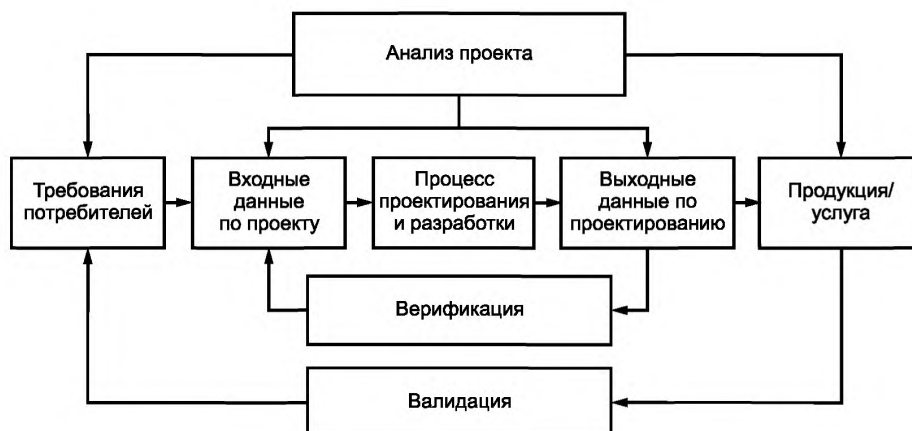 Анализ проекта
Требования
потребителей
Входные
данные
по проекту
Процесс
проектирования
и разработки
Выходные
данные по
проектированию
Продукция/
услуга
Верификация
Валидация